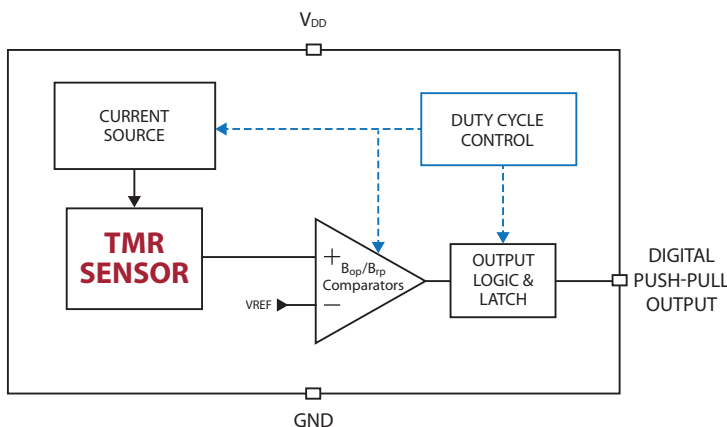 VDD
CURRENT
SOURCE
DUTY CYCLE
CONTROL
TMR
SENSOR
+
Bop/Brp
Comparators
VREF
−
OUTPUT
LOGIC &
LATCH
DIGITAL
PUSH-PULL
OUTPUT
GND